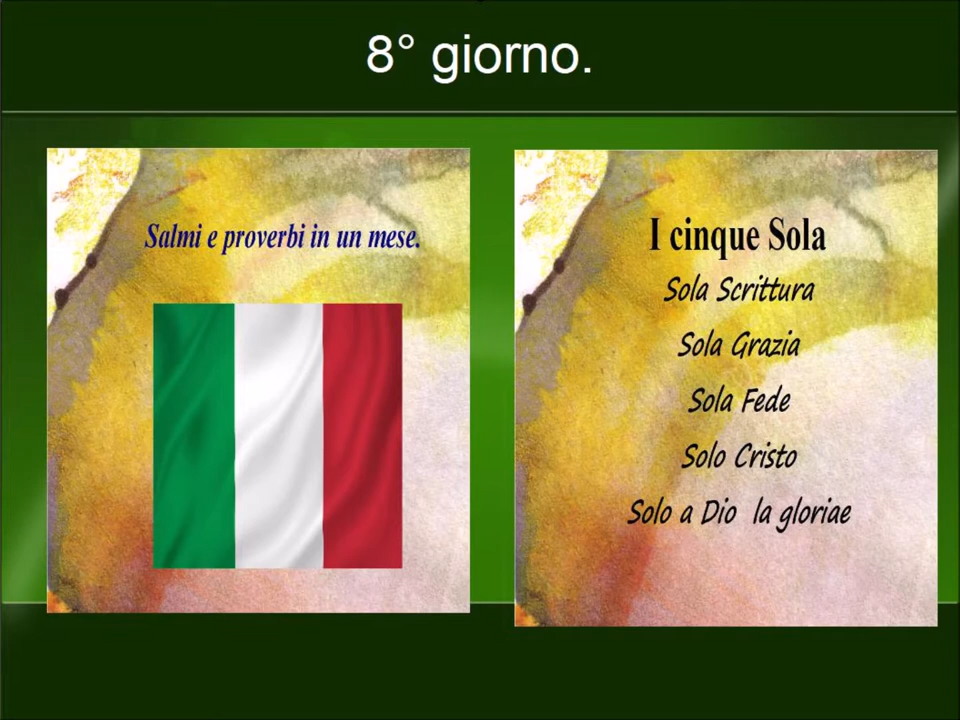 8° giorno.
Salmi e proverbi in un mese.
I cinque Sola
Sola Scrittura
Sola Grazia
Sola Fede
Solo Cristo
Solo a Dio la gloriae